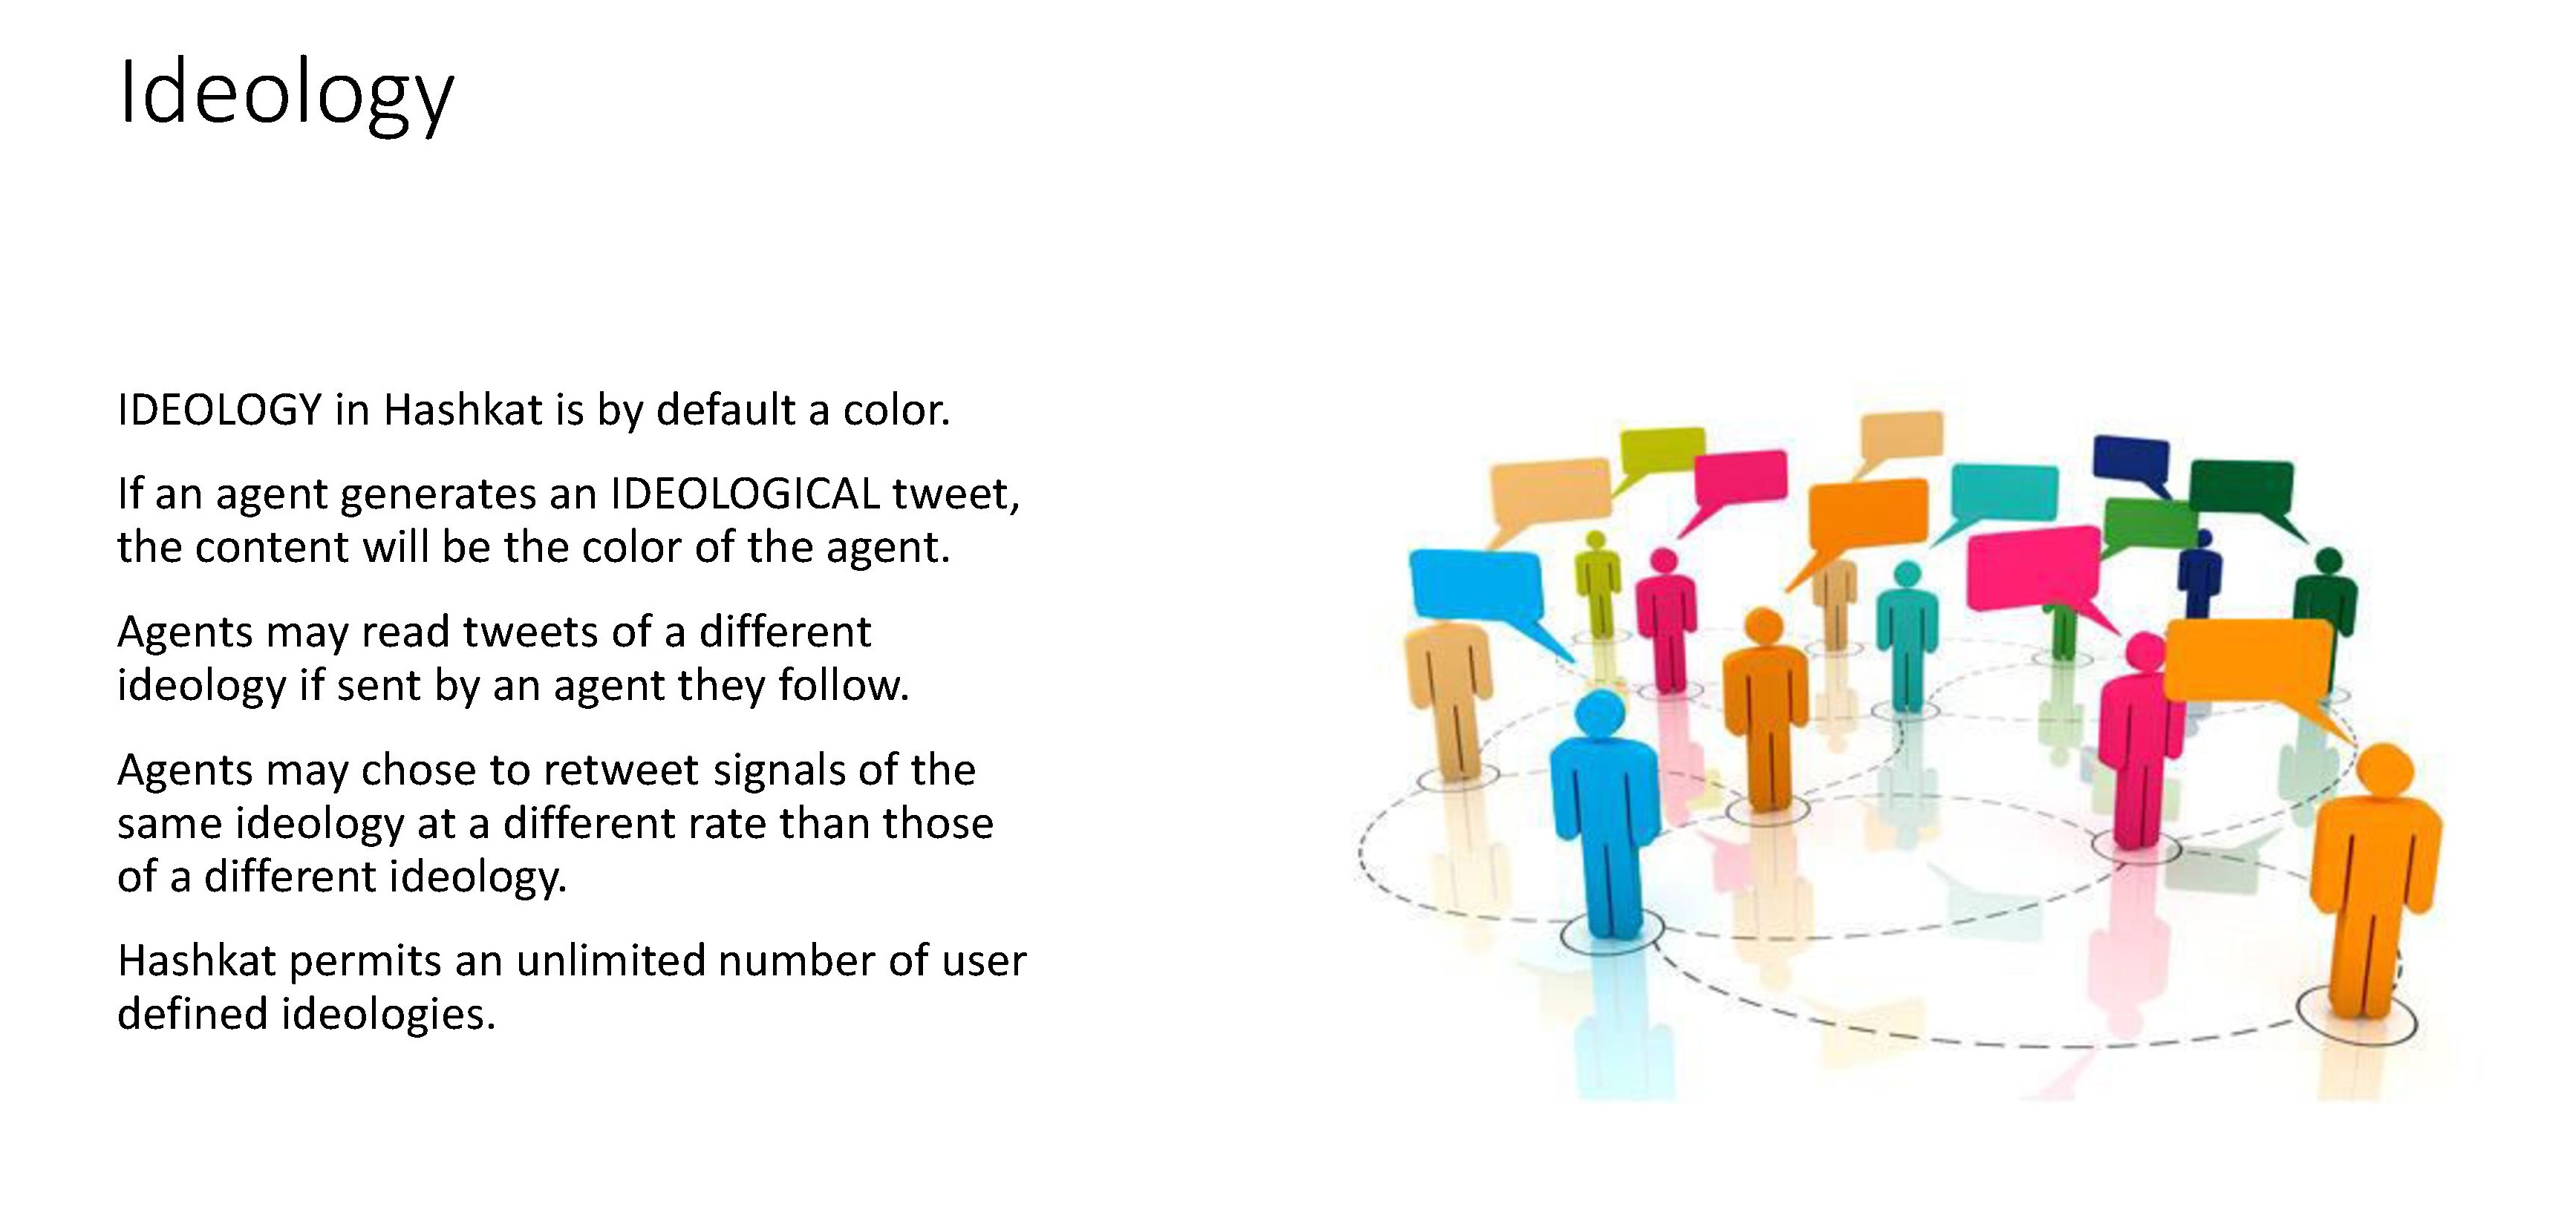 Ideology
IDEOLOGY in Hashkat is by default a color.
If an agent generates an IDEOLOGICAL tweet,
the content will be the color of the agent.
Agents may read tweets of a different
ideology if sent by an agent they follow.
Agents may chose to retweet signals of the
same ideology at a different rate than those
of a different ideology.
Hashkat permits an unlimited number of user
defined ideologies.